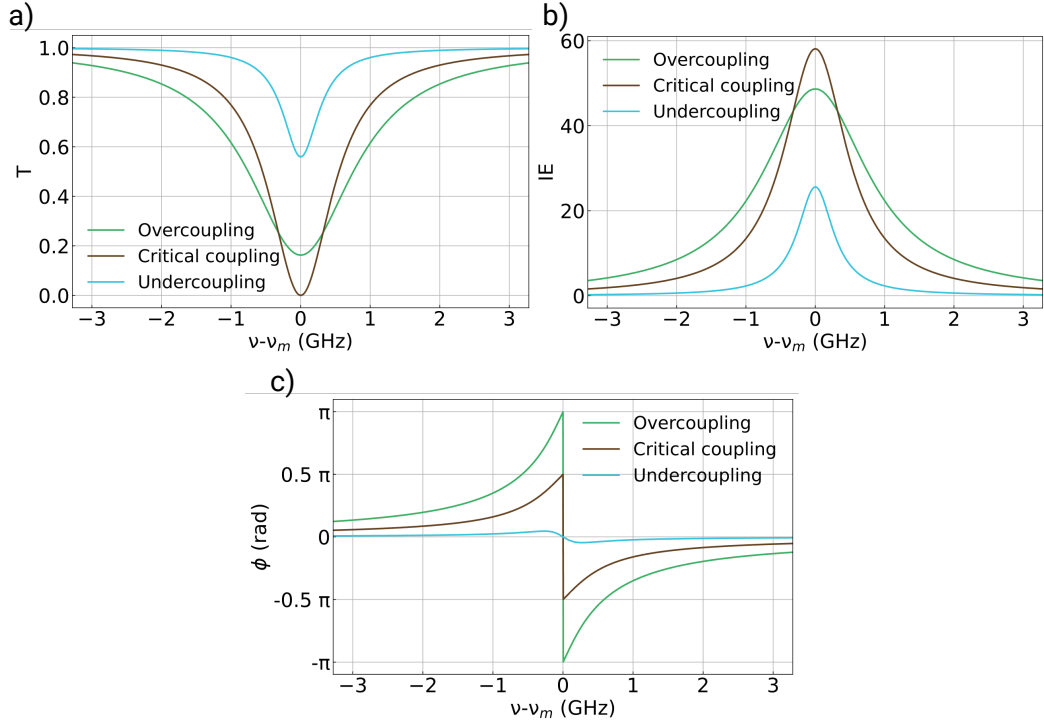 a)
1.0
0.8
0.6
0.4
0.2
0.0
T
Overcoupling
Critical coupling
Undercoupling
−3 −2 −1 0 1 2 3
ν-νm (GHz)
b)
60
40
20
0
IE
Overcoupling
Critical coupling
Undercoupling
−3 −2 −1 0 1 2 3
ν-νm (GHz)
c)
π
0.5 π
0
-0.5 π
-π
ϕ (rad)
Overcoupling
Critical coupling
Undercoupling
−3 −2 −1 0 1 2 3
ν-νm (GHz)